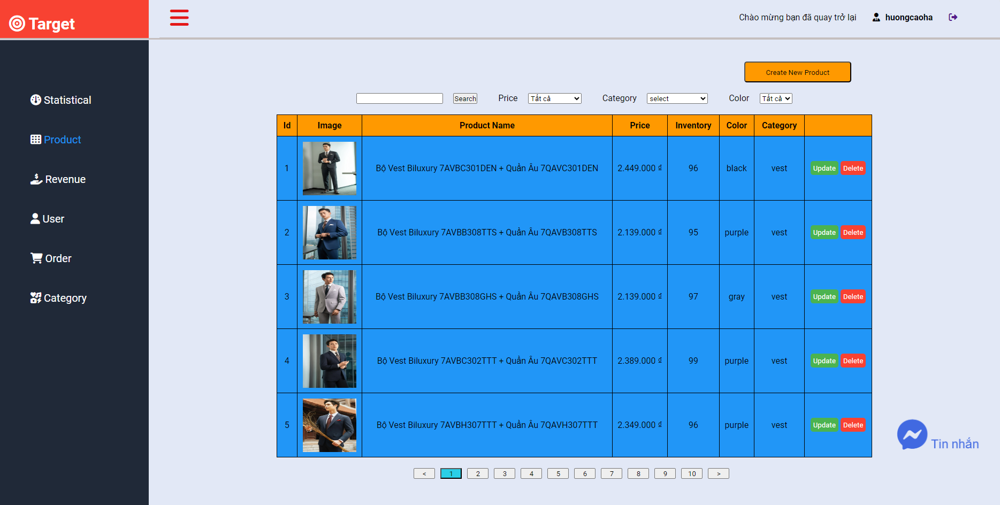 Target
Chào mừng bạn đã quay trở lại huongcaoha
Statistical
Product
Revenue
User
Order
Category
Create New Product
Search Price Tất cả Category select Color Tất cả
Id Image Product Name Price Inventory Color Category
1 Bộ Vest Biluxury 7AVBC301DEN + Quần Âu 7QAVC301DEN 2.449.000 ₫ 96 black vest Update Delete
2 Bộ Vest Biluxury 7AVBB308TTS + Quần Âu 7QAVB308TTS 2.139.000 ₫ 95 purple vest Update Delete
3 Bộ Vest Biluxury 7AVBB308GHS + Quần Âu 7QAVB308GHS 2.139.000 ₫ 97 gray vest Update Delete
4 Bộ Vest Biluxury 7AVBC302TTT + Quần Âu 7QAVC302TTT 2.389.000 ₫ 99 purple vest Update Delete
5 Bộ Vest Biluxury 7AVBH307TTT + Quần Âu 7QAVH307TTT 2.349.000 ₫ 96 purple vest Update Delete
Tin nhắn
< 1 2 3 4 5 6 7 8 9 10 >